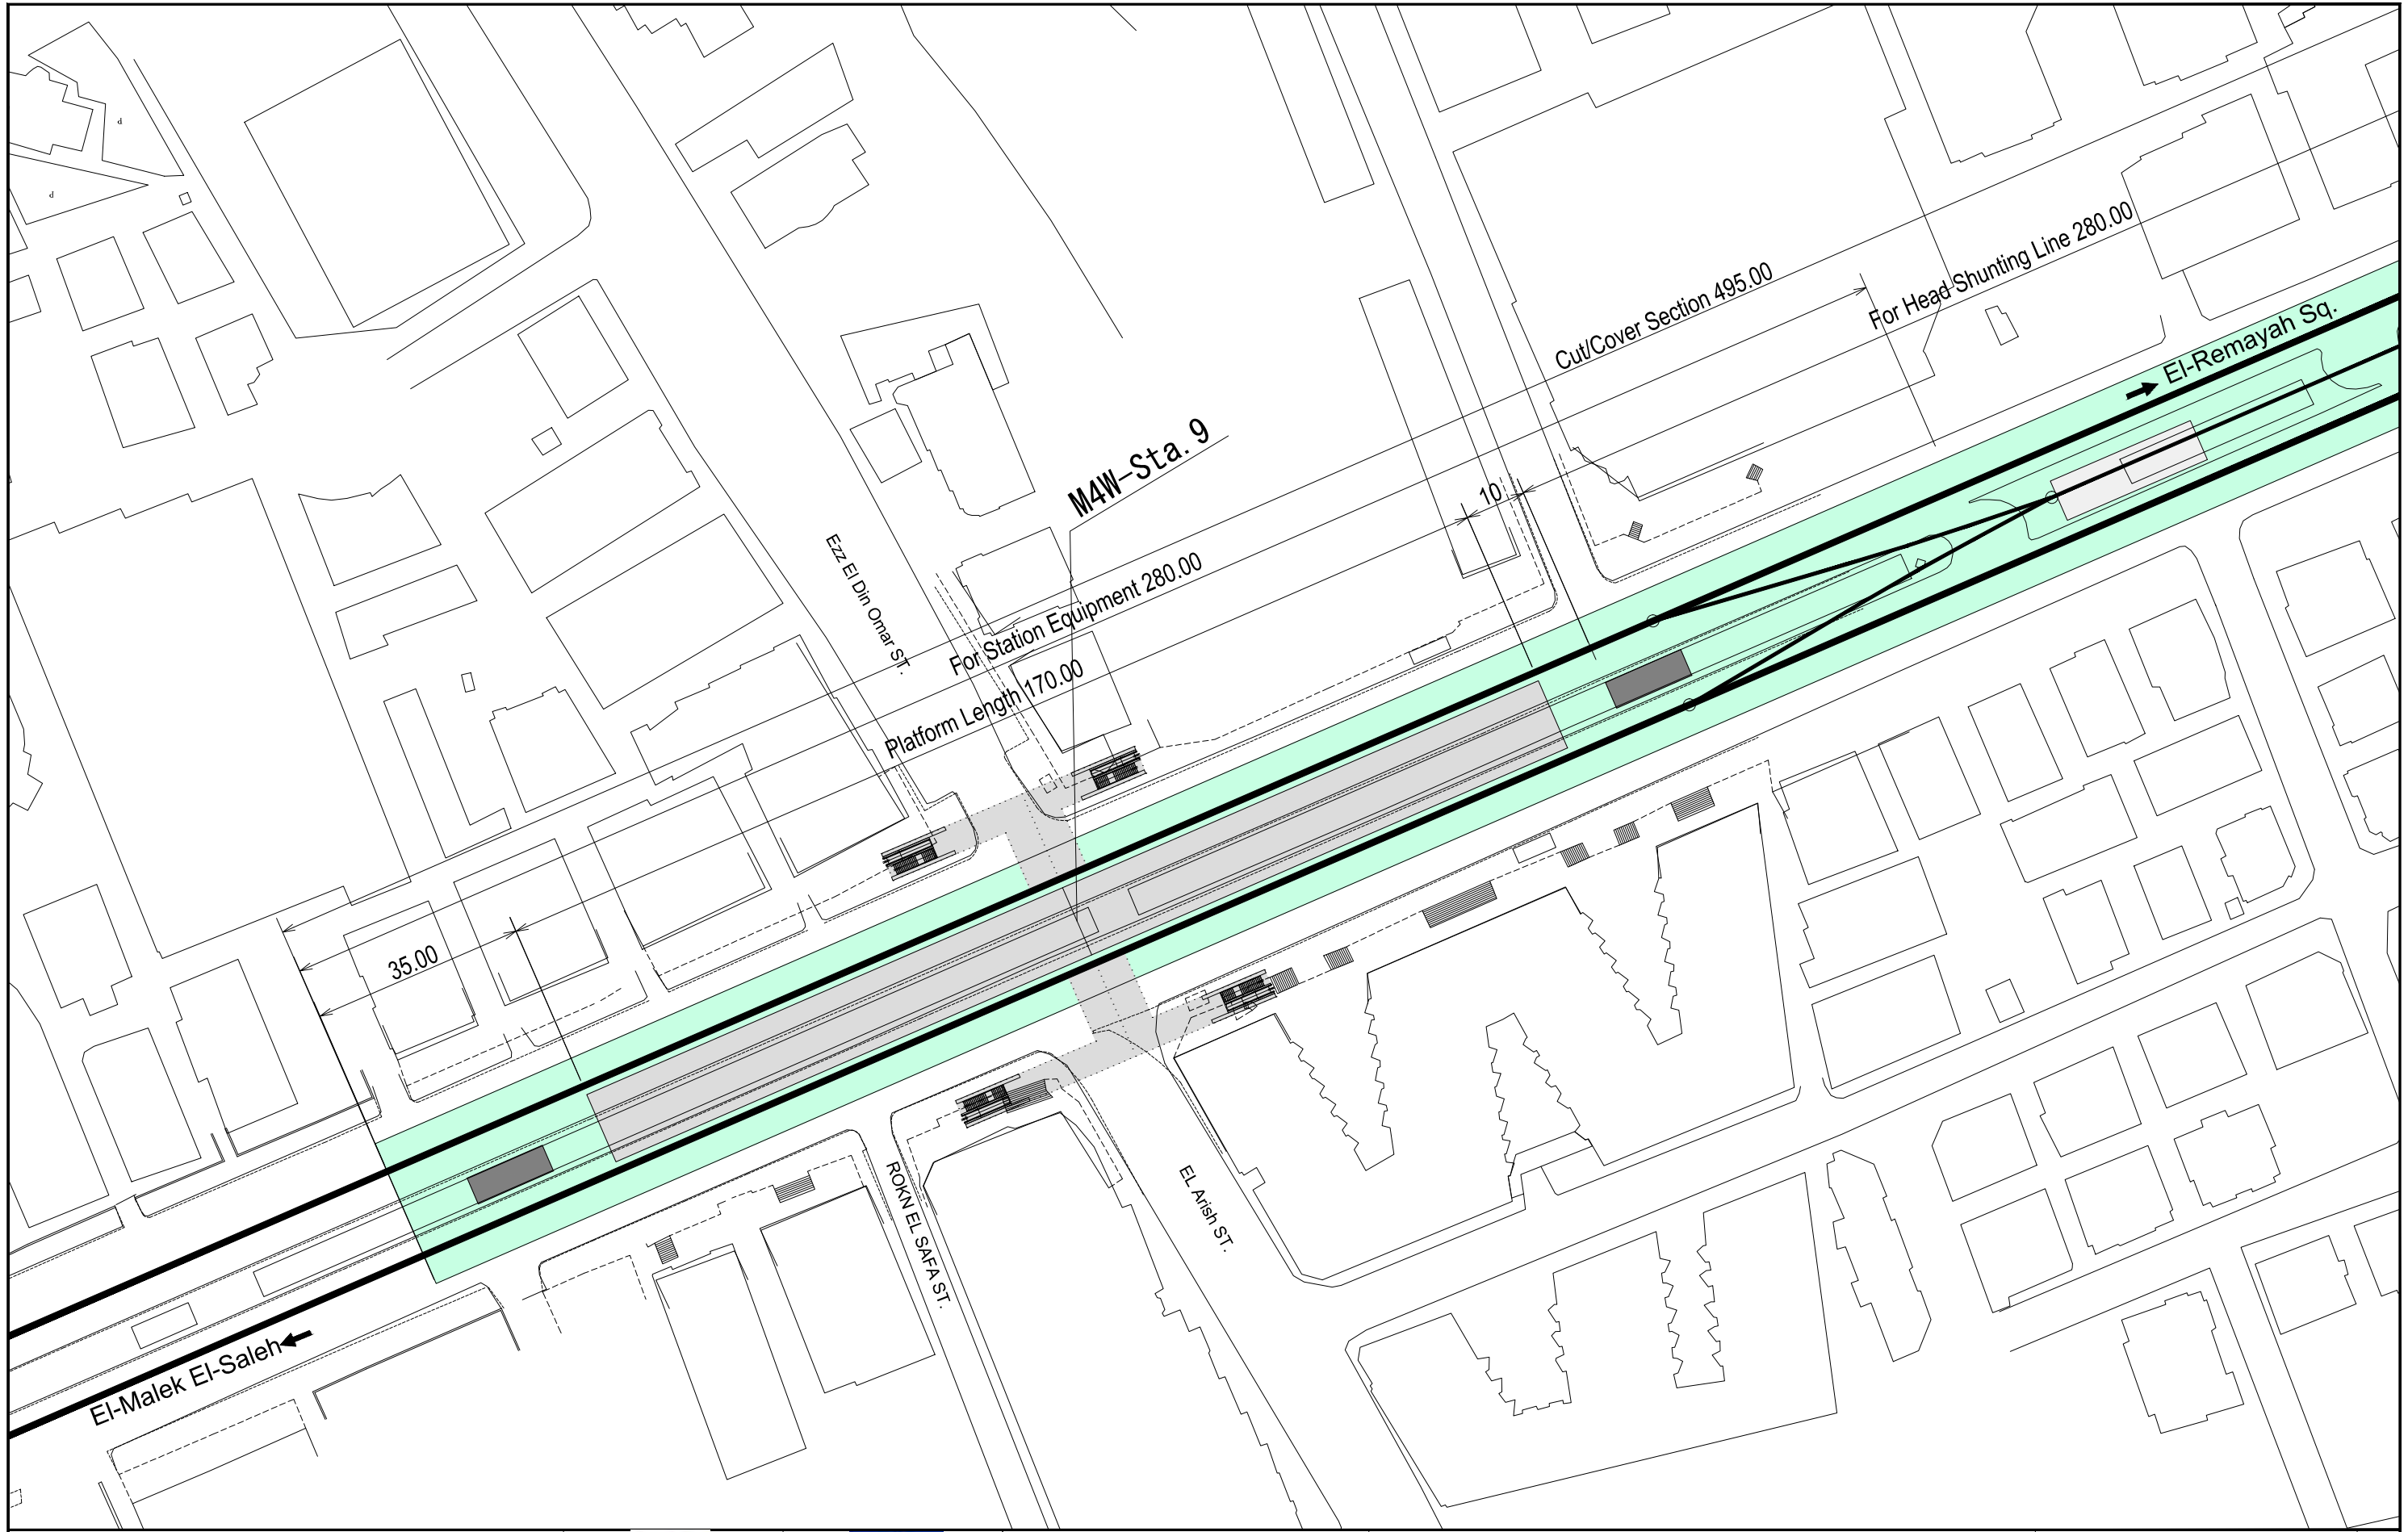 Cut/Cover Section 495.00
For Head Shunting Line 280.00
El-Remayah Sq.
M4W-Sta. 9
10
Ezz El Din Omar ST.
For Station Equipment 280.00
Platform Length 170.00
35.00
ROKN EL SAFA ST.
EL Arish ST.
El-Malek El-Saleh